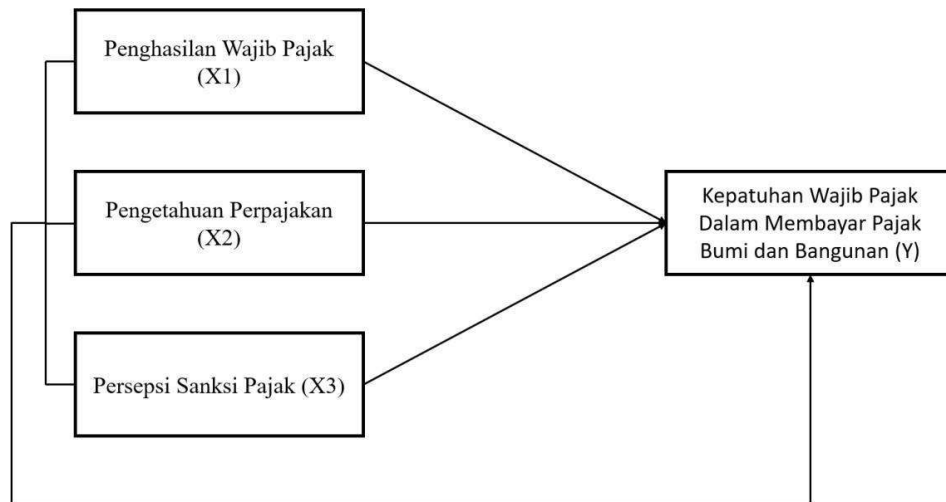 Penghasilan Wajib Pajak
(X1)
Pengetahuan Perpajakan
(X2)
Persepsi Sanksi Pajak (X3)
Kepatuhan Wajib Pajak
Dalam Membayar Pajak
Bumi dan Bangunan (Y)